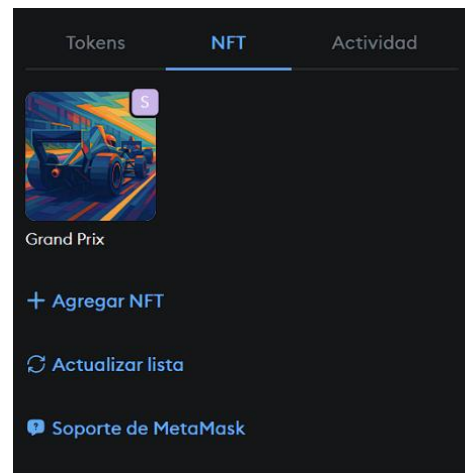 Tokens NFT Actividad
S
Grand Prix
+ Agregar NFT
Actualizar lista
Soporte de MetaMask